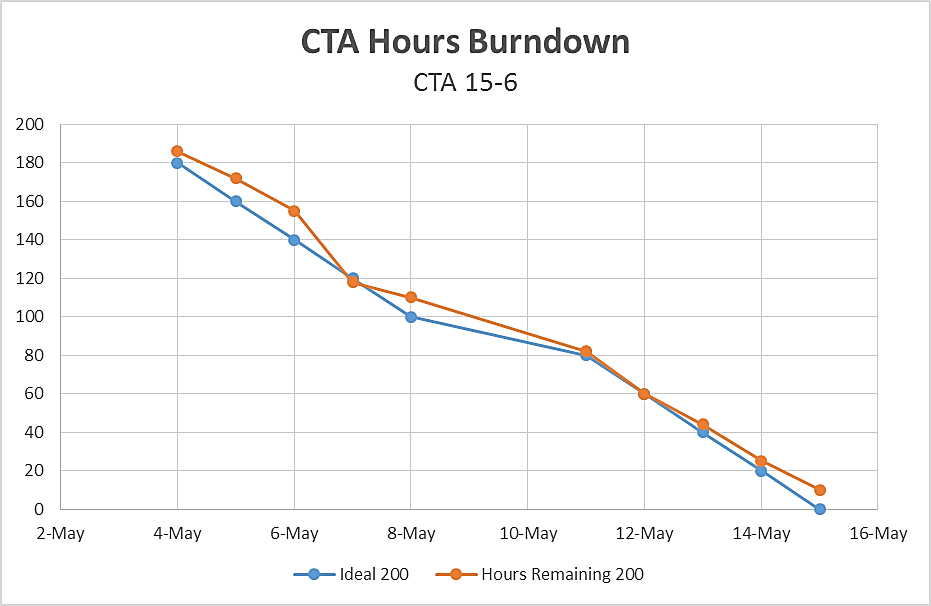 CTA Hours Burndown
CTA 15-6
200
180
160
140
120
100
80
60
40
20
0
2-May 4-May 6-May 8-May 10-May 12-May 14-May 16-May
Ideal 200 Hours Remaining 200